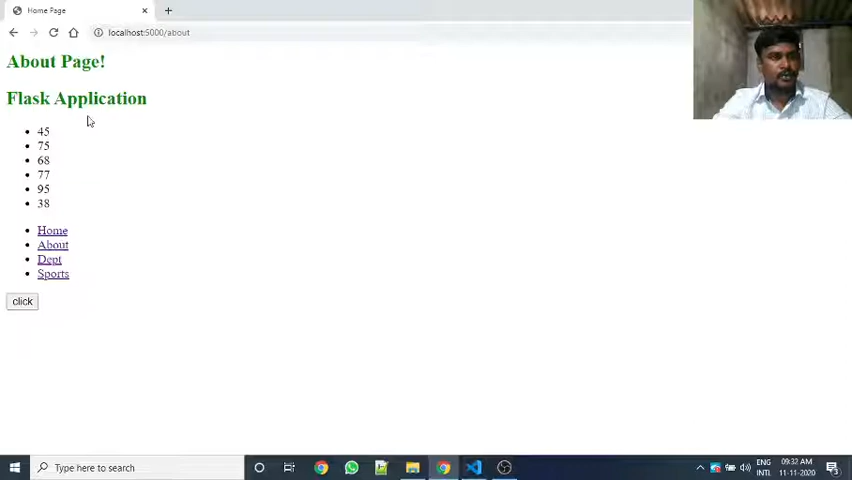 Home Page
localhost:5000/about
About Page!
Flask Application
45
75
68
77
95
38
Home
About
Dept
Sports
click
Type here to search
ENG
INTL
09:32 AM
11-11-2020
3